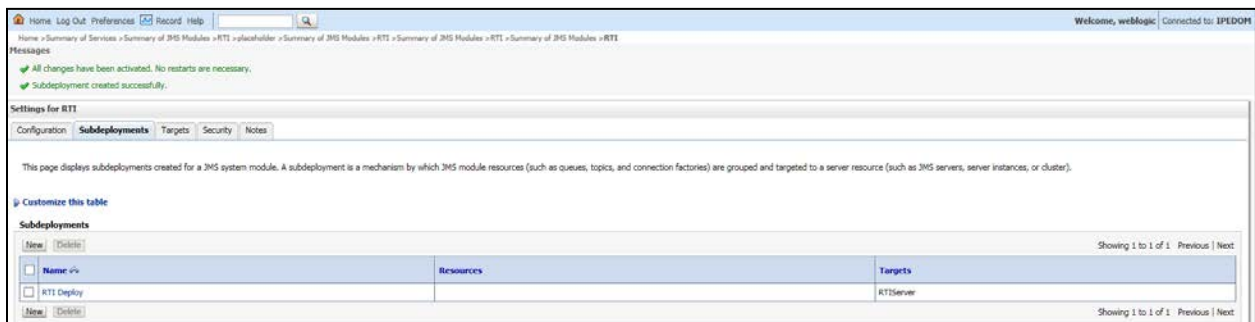 Home Log Out Preferences Record Help
Welcome, weblogic Connected to: IPEDOM
Home >Summary of Services >Summary of JMS Modules >RTI >placeholder >Summary of JMS Modules >RTI >Summary of JMS Modules >RTI >Summary of JMS Modules >RTI
Messages
All changes have been activated. No restarts are necessary.
Subdeployment created successfully.
Settings for RTI
Configuration Subdeployments Targets Security Notes
This page displays subdeployments created for a JMS system module. A subdeployment is a mechanism by which JMS module resources (such as queues, topics, and connection factories) are grouped and targeted to a server resource (such as JMS servers, server instances, or cluster).
Customize this table
Subdeployments
New Delete Showing 1 to 1 of 1 Previous | Next
Name Resources Targets
RTI Deploy RTIServer
New Delete Showing 1 to 1 of 1 Previous | Next